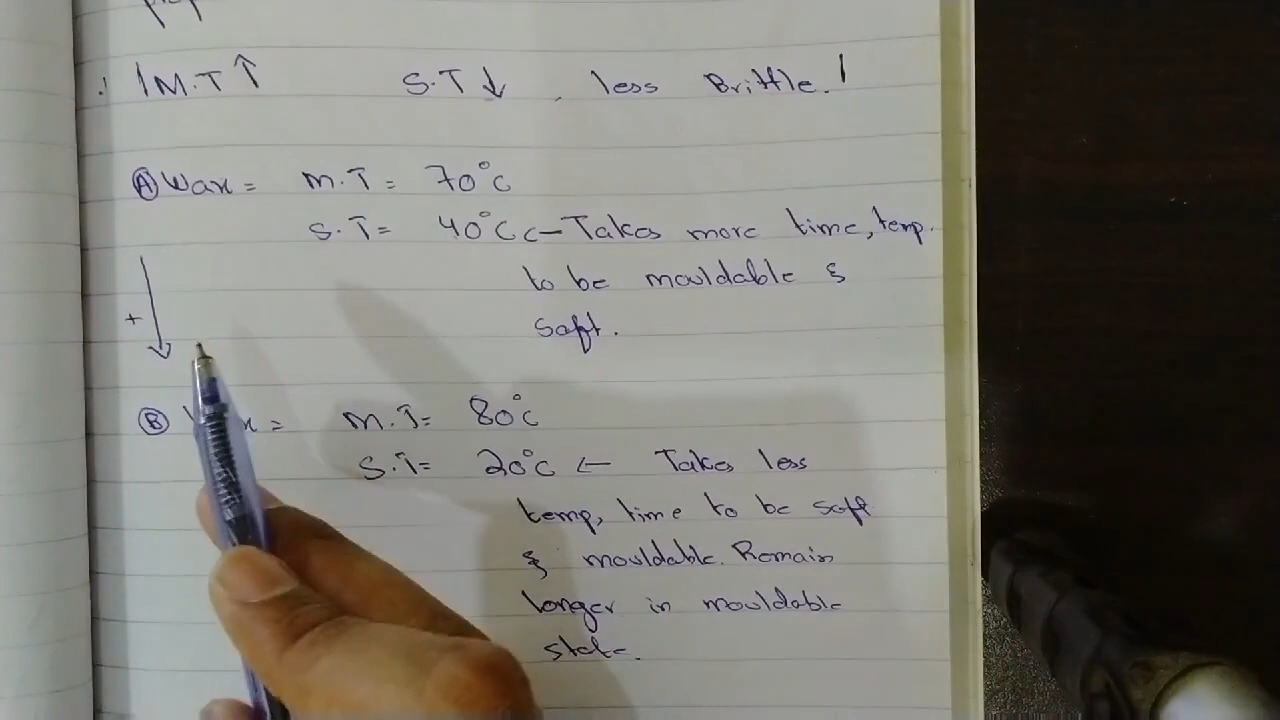 ! M.T ↑ S.T ↓ , less Brittle. !
Ⓐ Wax = M.T = 70°C
S.T = 40°C ← Takes more time, temp.
to be mouldable &
soft.
+
Ⓑ = M.T = 80°C
S.T = 20°C ← Takes less
temp, time to be soft
& mouldable. Remain
longer in mouldable
state.